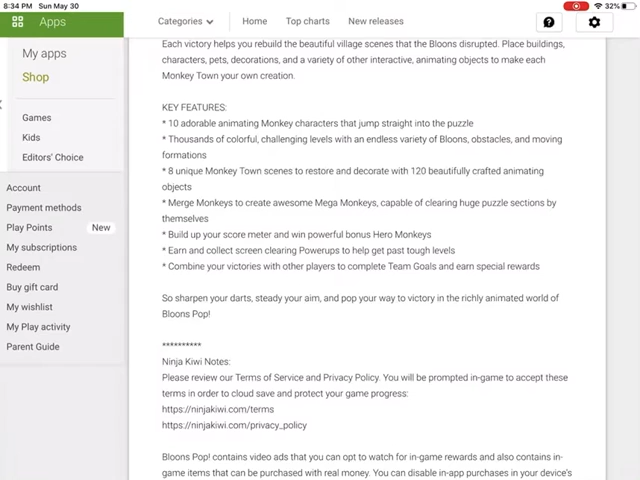 8:34 PM Sun May 30
32%
Apps
Categories
Home
Top charts
New releases
My apps
Shop
Games
Kids
Editors' Choice
Account
Payment methods
Play Points New
My subscriptions
Redeem
Buy gift card
My wishlist
My Play activity
Parent Guide
Each victory helps you rebuild the beautiful village scenes that the Bloons disrupted. Place buildings,
characters, pets, decorations, and a variety of other interactive, animating objects to make each
Monkey Town your own creation.
KEY FEATURES:
* 10 adorable animating Monkey characters that jump straight into the puzzle
* Thousands of colorful, challenging levels with an endless variety of Bloons, obstacles, and moving
formations
* 8 unique Monkey Town scenes to restore and decorate with 120 beautifully crafted animating
objects
* Merge Monkeys to create awesome Mega Monkeys, capable of clearing huge puzzle sections by
themselves
* Build up your score meter and win powerful bonus Hero Monkeys
* Earn and collect screen clearing Powerups to help get past tough levels
* Combine your victories with other players to complete Team Goals and earn special rewards
So sharpen your darts, steady your aim, and pop your way to victory in the richly animated world of
Bloons Pop!
**********
Ninja Kiwi Notes:
Please review our Terms of Service and Privacy Policy. You will be prompted in-game to accept these
terms in order to cloud save and protect your game progress:
https://ninjakiwi.com/terms
https://ninjakiwi.com/privacy_policy
Bloons Pop! contains video ads that you can opt to watch for in-game rewards and also contains in-
game items that can be purchased with real money. You can disable in-app purchases in your device's